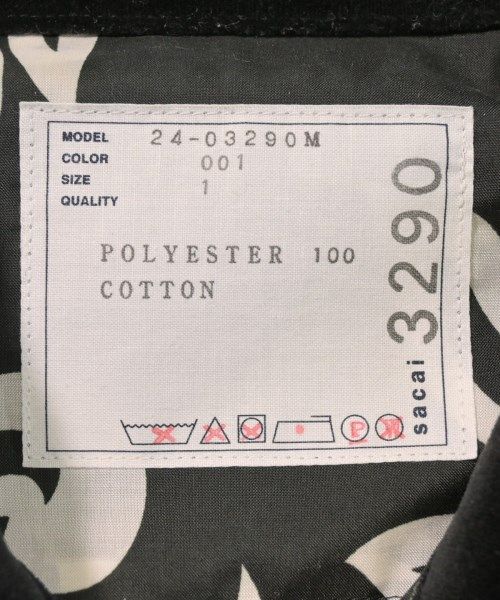 MODEL 24-03290M
COLOR 001
SIZE 1
QUALITY
POLYESTER 100
COTTON
P
sacai 3290